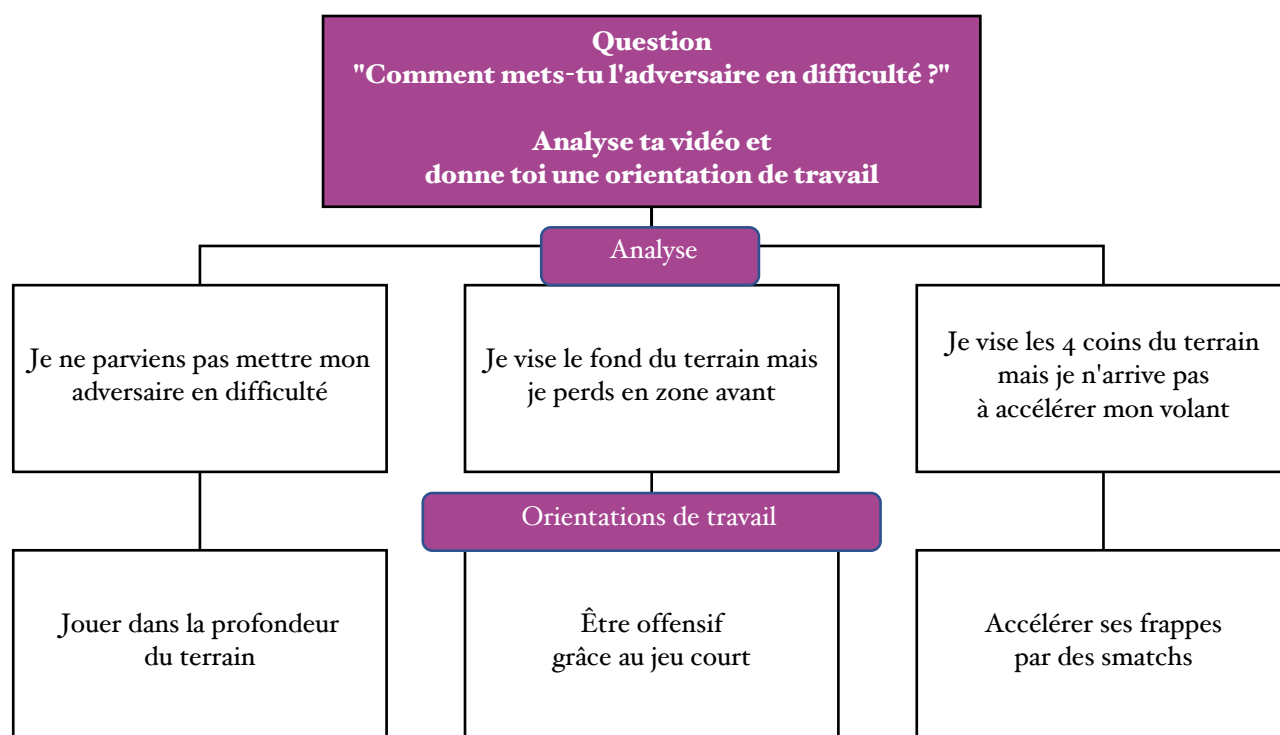 Question
"Comment mets-tu l'adversaire en difficulté ?"
Analyse ta vidéo et
donne toi une orientation de travail
Analyse
Je ne parviens pas mettre mon
adversaire en difficulté
Je vise le fond du terrain mais
je perds en zone avant
Je vise les 4 coins du terrain
mais je n'arrive pas
à accélérer mon volant
Orientations de travail
Jouer dans la profondeur
du terrain
Être offensif
grâce au jeu court
Accélérer ses frappes
par des smatchs